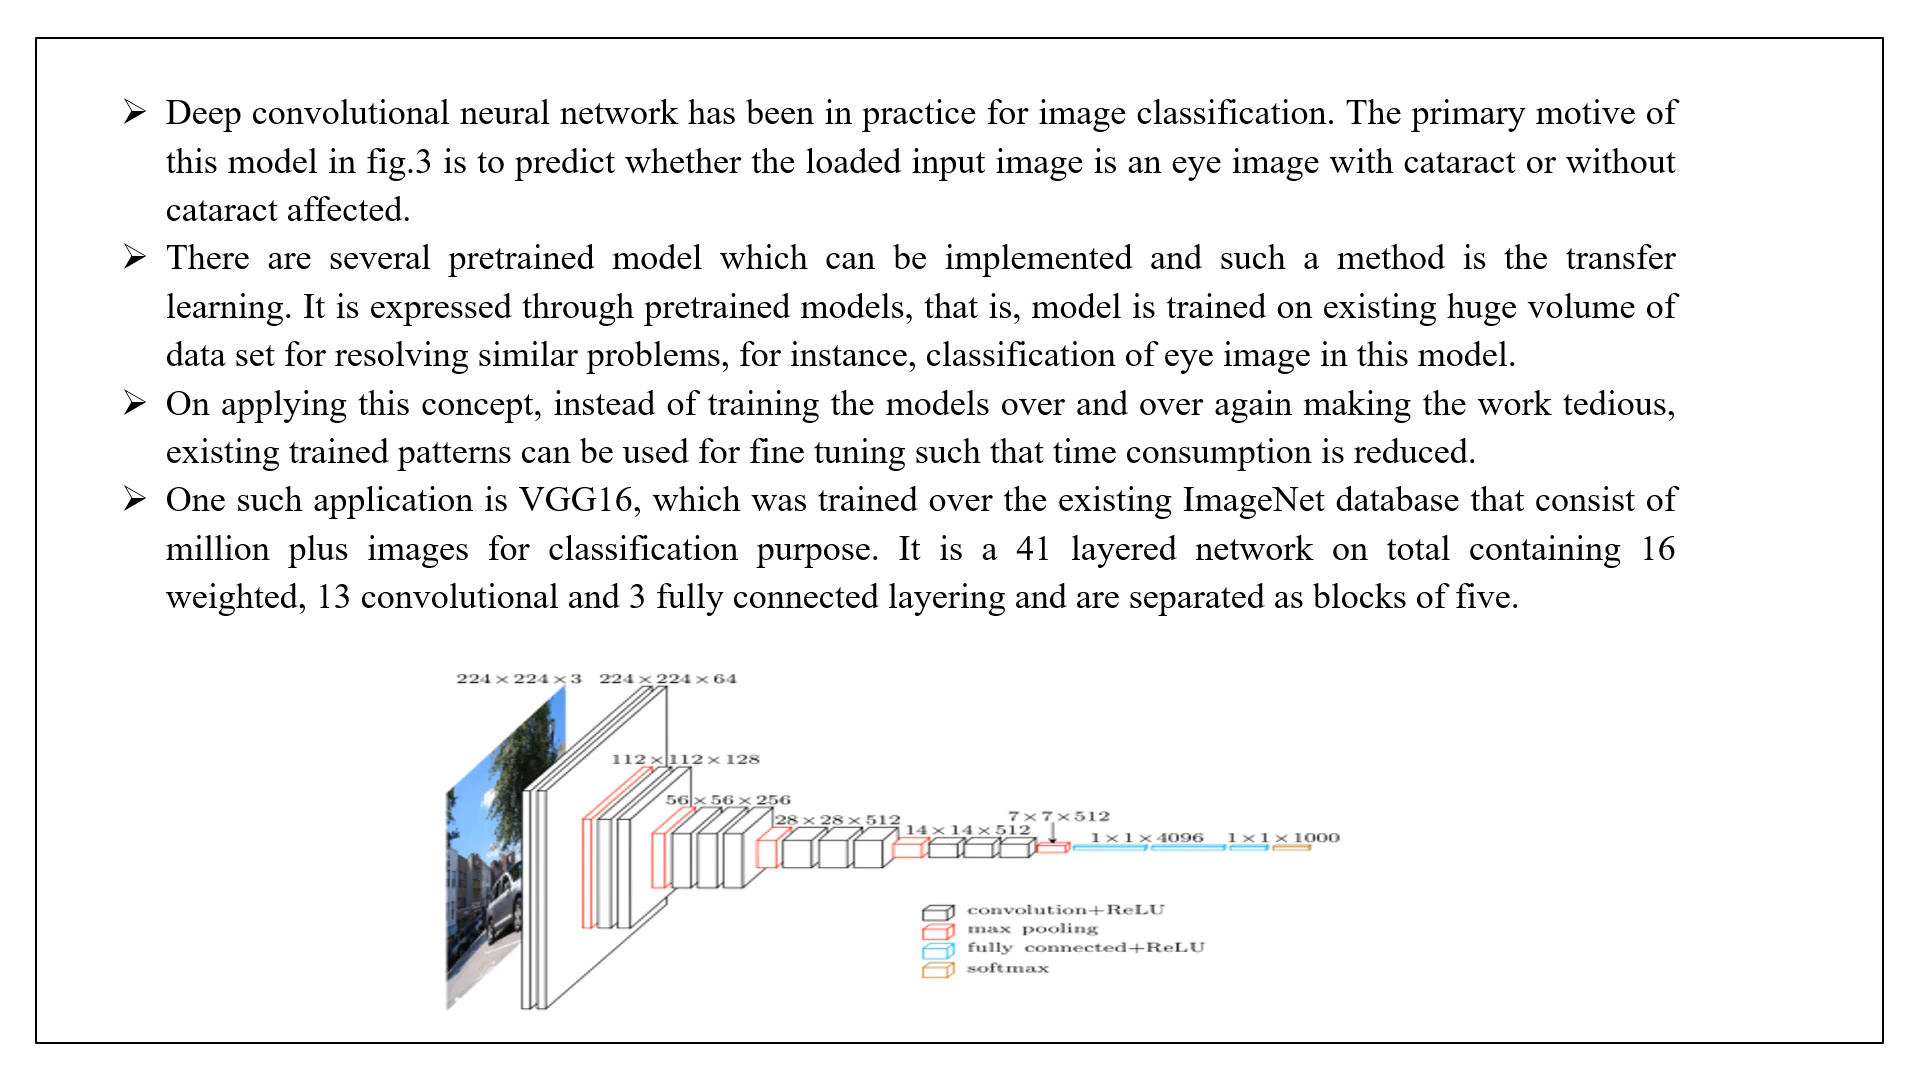 ➢ Deep convolutional neural network has been in practice for image classification. The primary motive of
this model in fig.3 is to predict whether the loaded input image is an eye image with cataract or without
cataract affected.
➢ There are several pretrained model which can be implemented and such a method is the transfer
learning. It is expressed through pretrained models, that is, model is trained on existing huge volume of
data set for resolving similar problems, for instance, classification of eye image in this model.
➢ On applying this concept, instead of training the models over and over again making the work tedious,
existing trained patterns can be used for fine tuning such that time consumption is reduced.
➢ One such application is VGG16, which was trained over the existing ImageNet database that consist of
million plus images for classification purpose. It is a 41 layered network on total containing 16
weighted, 13 convolutional and 3 fully connected layering and are separated as blocks of five.
224 × 224 × 3 224 × 224 × 64
112 × 112 × 128
56 × 56 × 256
28 × 28 × 512
14 × 14 × 512
7 × 7 × 512
1 × 1 × 4096 1 × 1 × 1000
convolution+ReLU
max pooling
fully connected+ReLU
softmax